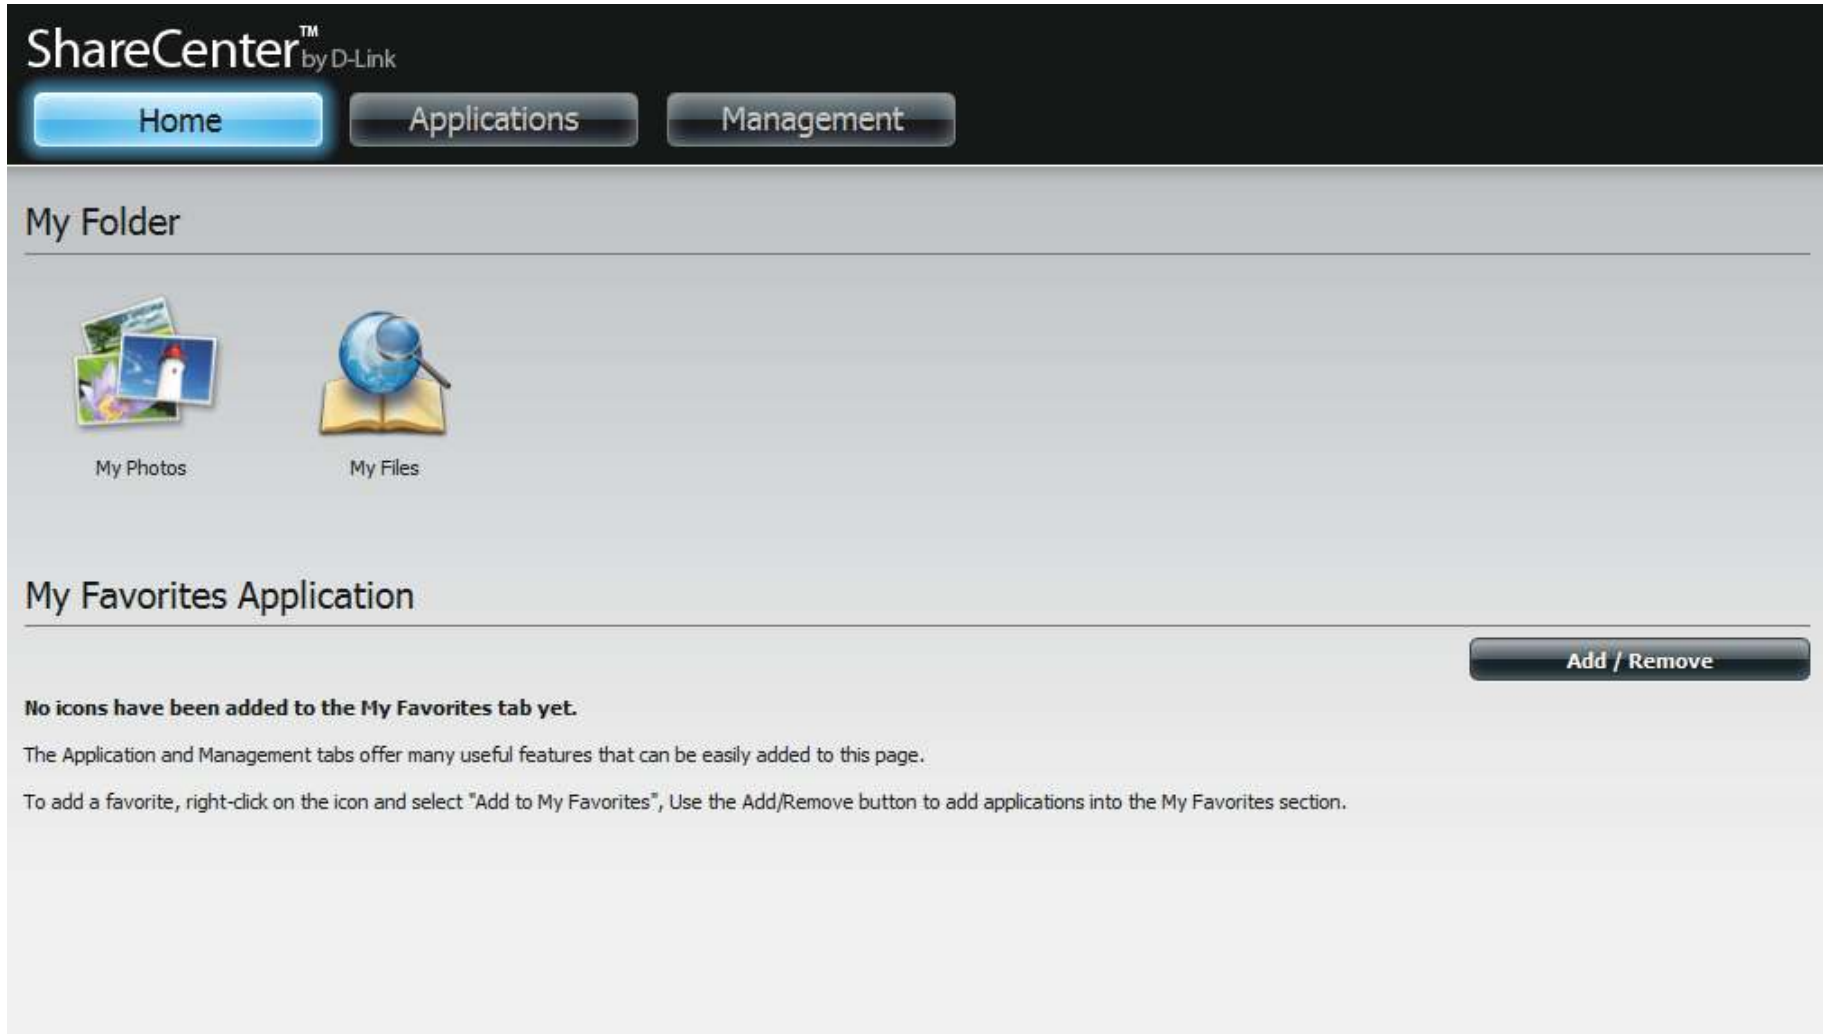 ShareCenter™ by D-Link
Home Applications Management
My Folder
My Photos My Files
My Favorites Application
Add / Remove
No icons have been added to the My Favorites tab yet.
The Application and Management tabs offer many useful features that can be easily added to this page.
To add a favorite, right-click on the icon and select "Add to My Favorites", Use the Add/Remove button to add applications into the My Favorites section.